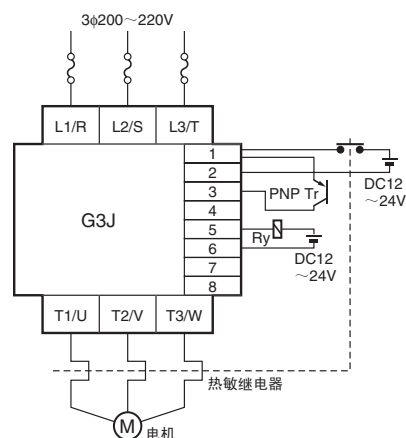 3ϕ200～220V
L1/R L2/S L3/T
1
2
3
4
5
6
7
8
G3J
PNP Tr
DC12
～24V
Ry
DC12
～24V
T1/U T2/V T3/W
热敏继电器
M
电机